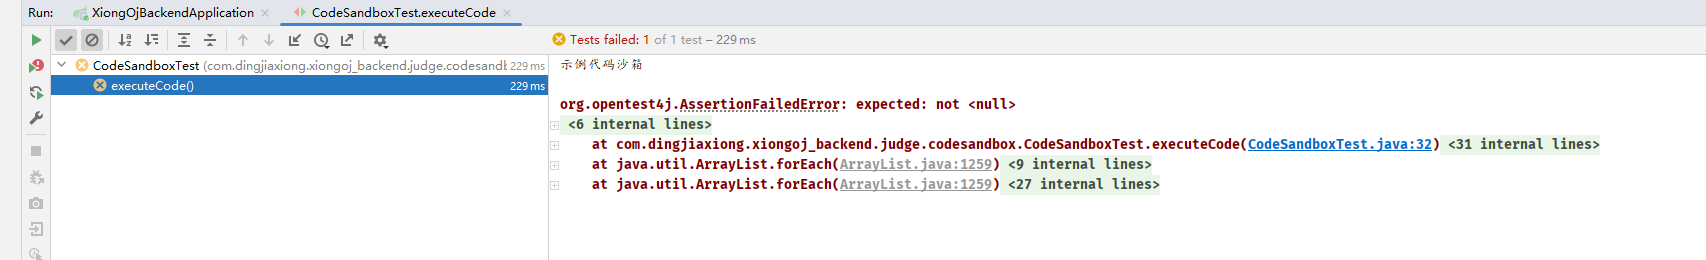 Run: XiongOjBackendApplication × CodeSandboxTest.executeCode ×
Tests failed: 1 of 1 test – 229 ms
CodeSandboxTest (com.dingjiaxiong.xiongoj_backend.judge.codesandb 229 ms
executeCode() 229 ms
示例代码沙箱
org.opentest4j.AssertionFailedError: expected: not <null>
<6 internal lines>
at com.dingjiaxiong.xiongoj_backend.judge.codesandbox.CodeSandboxTest.executeCode(CodeSandboxTest.java:32) <31 internal lines>
at java.util.ArrayList.forEach(ArrayList.java:1259) <9 internal lines>
at java.util.ArrayList.forEach(ArrayList.java:1259) <27 internal lines>